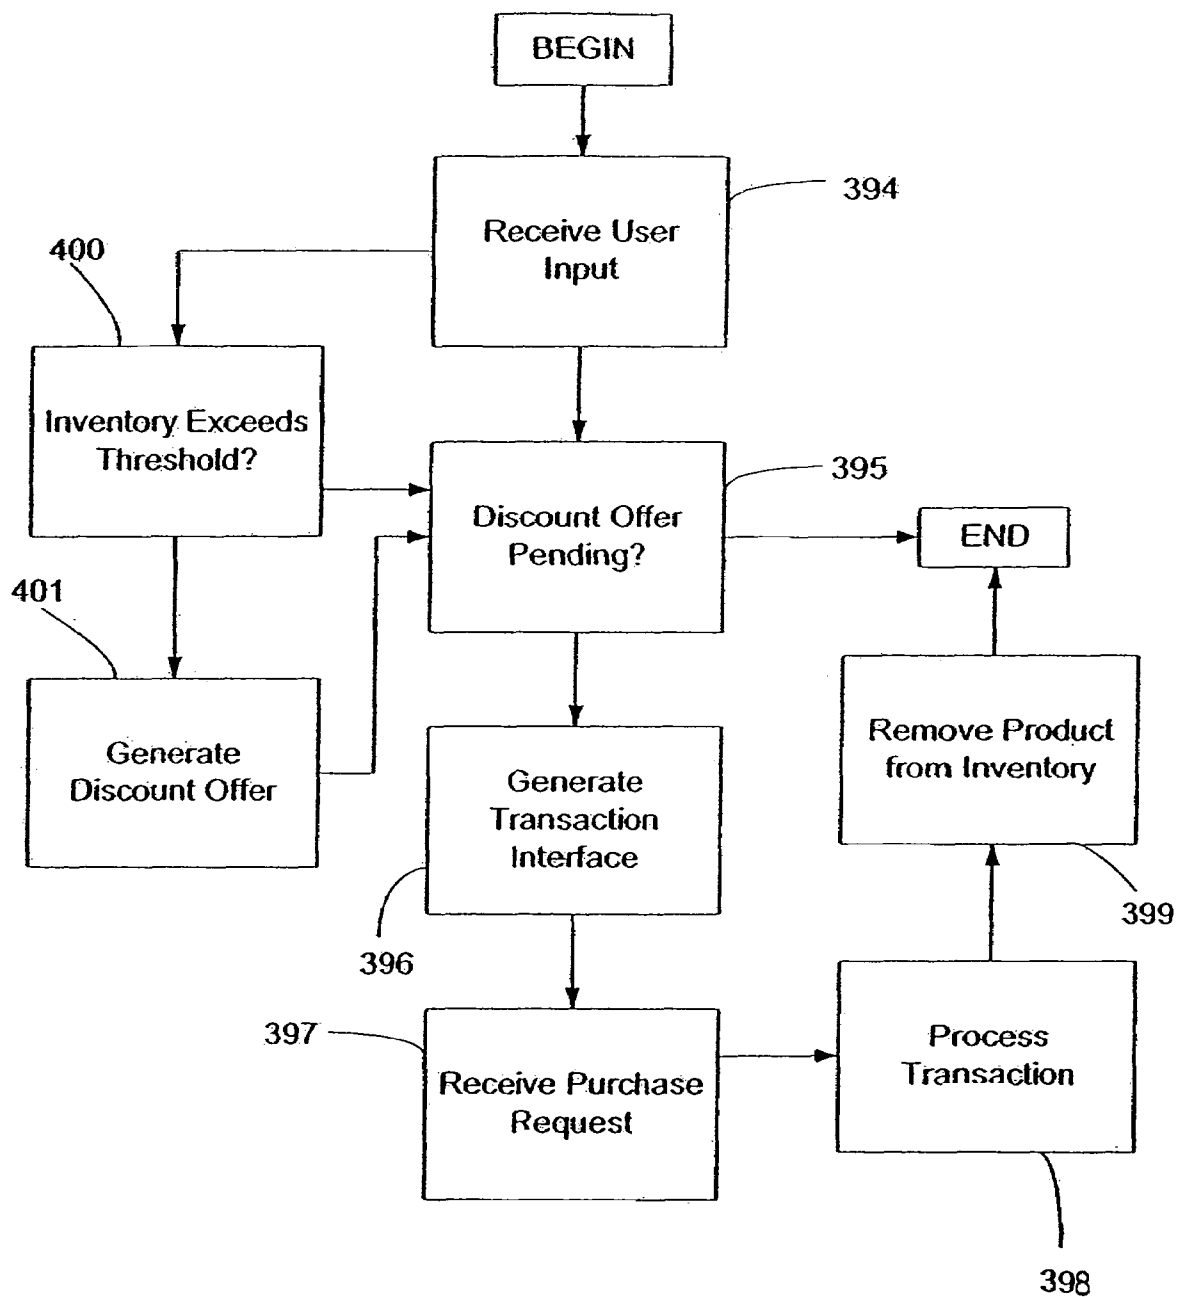 BEGIN
394
Receive User
Input
400
Inventory Exceeds
Threshold?
395
Discount Offer
Pending?
END
401
Generate
Discount Offer
Generate
Transaction
Interface
396
Remove Product
from Inventory
399
397
Receive Purchase
Request
Process
Transaction
398